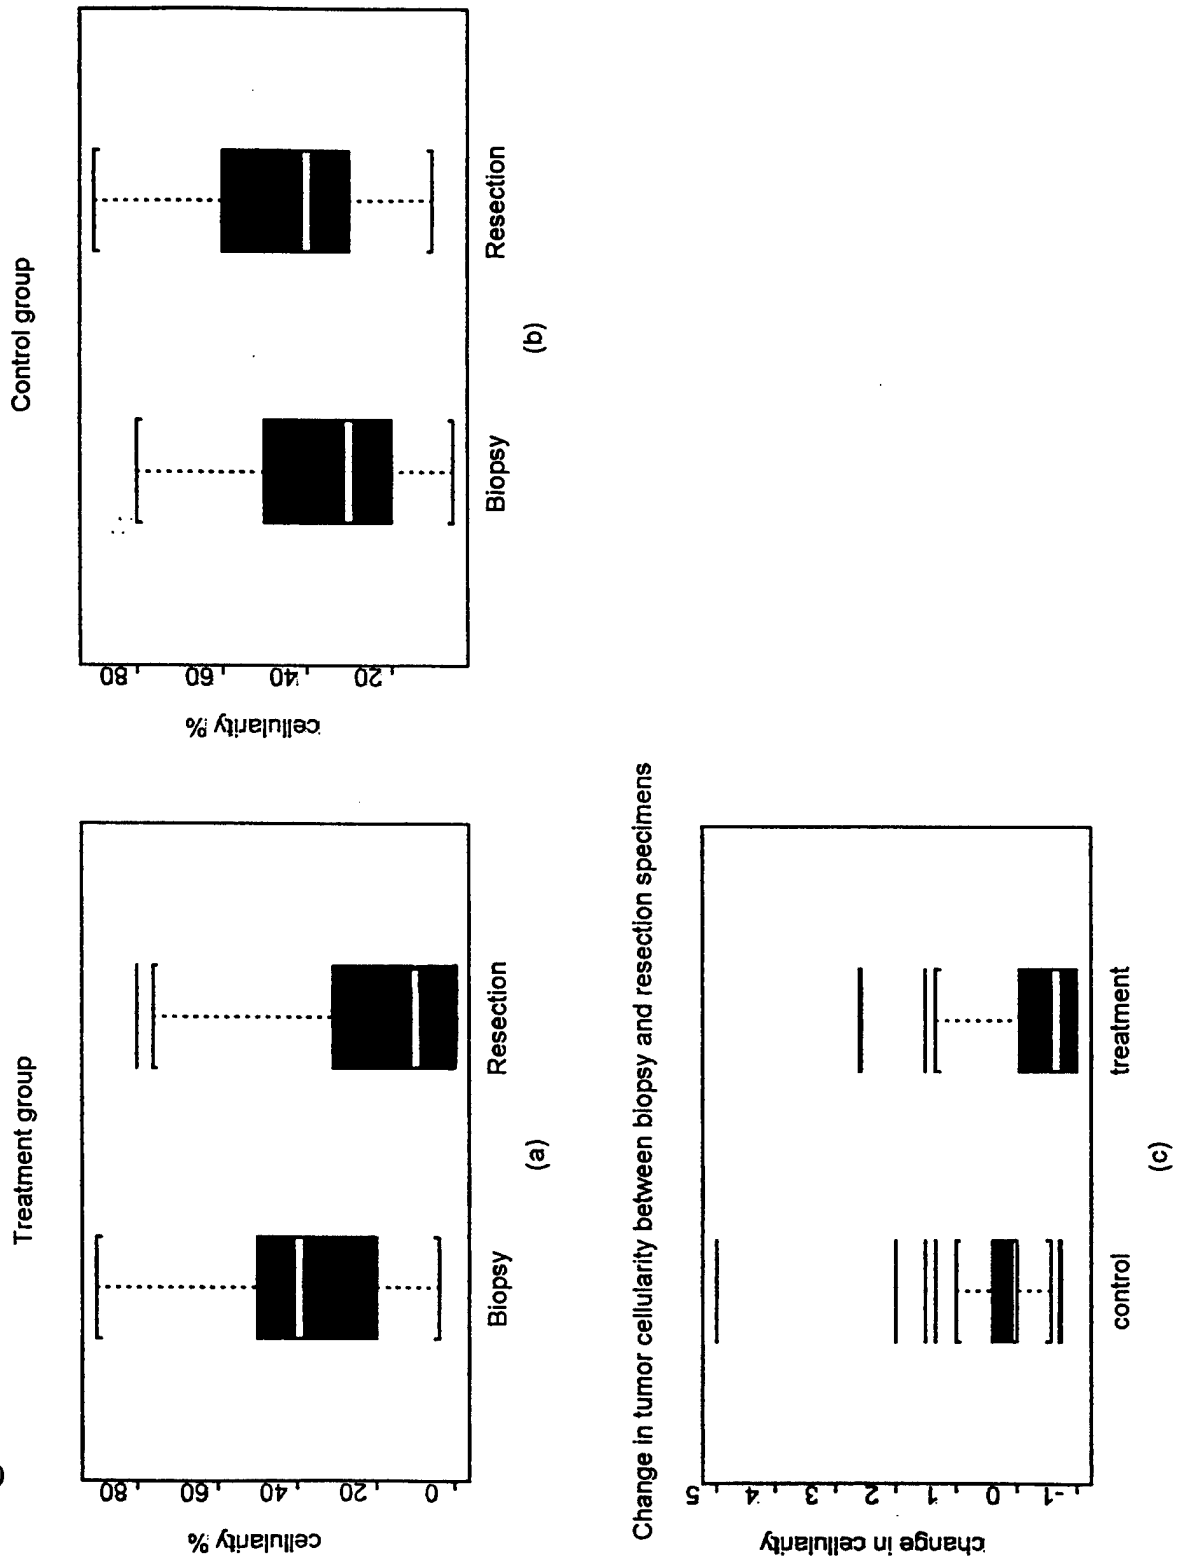 Treatment group
cellularity %
80
60
40
20
0
Biopsy
Resection
(a)
Control group
cellularity %
80
60
40
20
Biopsy
Resection
(b)
Change in tumor cellularity between biopsy and resection specimens
change in cellularity
5
4
3
2
1
0
-1
control
treatment
(c)